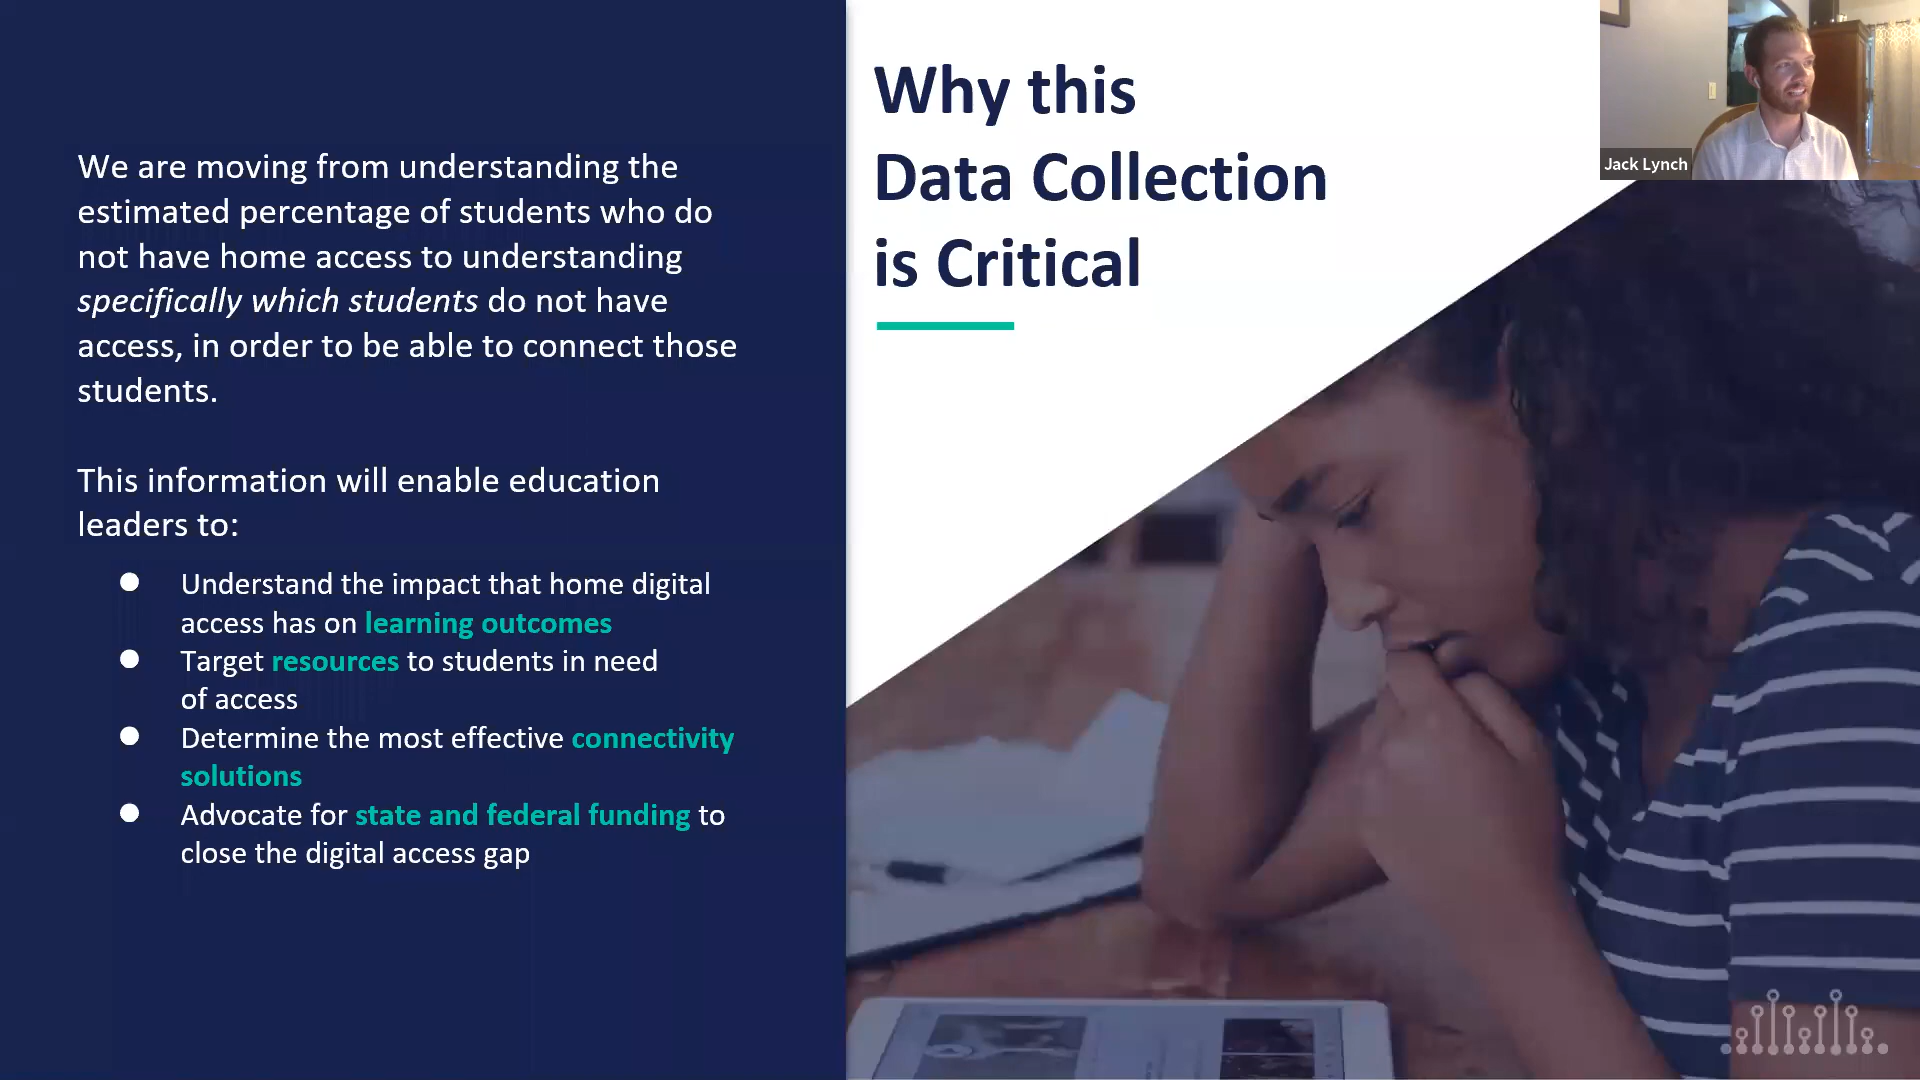 We are moving from understanding the
estimated percentage of students who do
not have home access to understanding
specifically which students do not have
access, in order to be able to connect those
students.
This information will enable education
leaders to:
● Understand the impact that home digital
access has on learning outcomes
● Target resources to students in need
of access
● Determine the most effective connectivity
solutions
● Advocate for state and federal funding to
close the digital access gap
Why this
Data Collection
is Critical
Jack Lynch